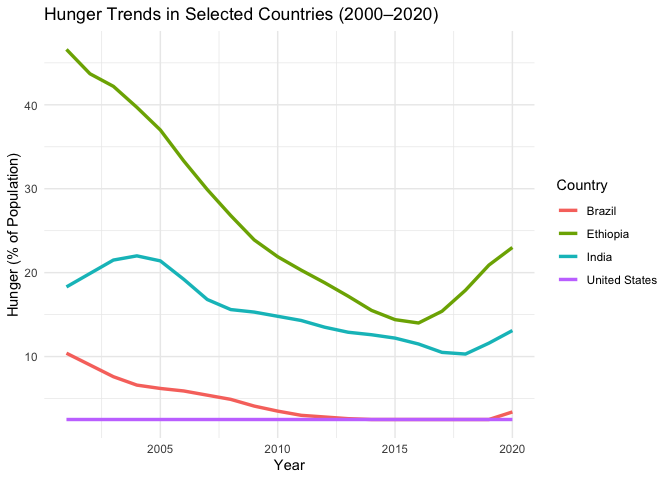 Hunger Trends in Selected Countries (2000–2020)
Hunger (% of Population)
40
30
20
10
2005
2010
2015
2020
Year
Country
Brazil
Ethiopia
India
United States